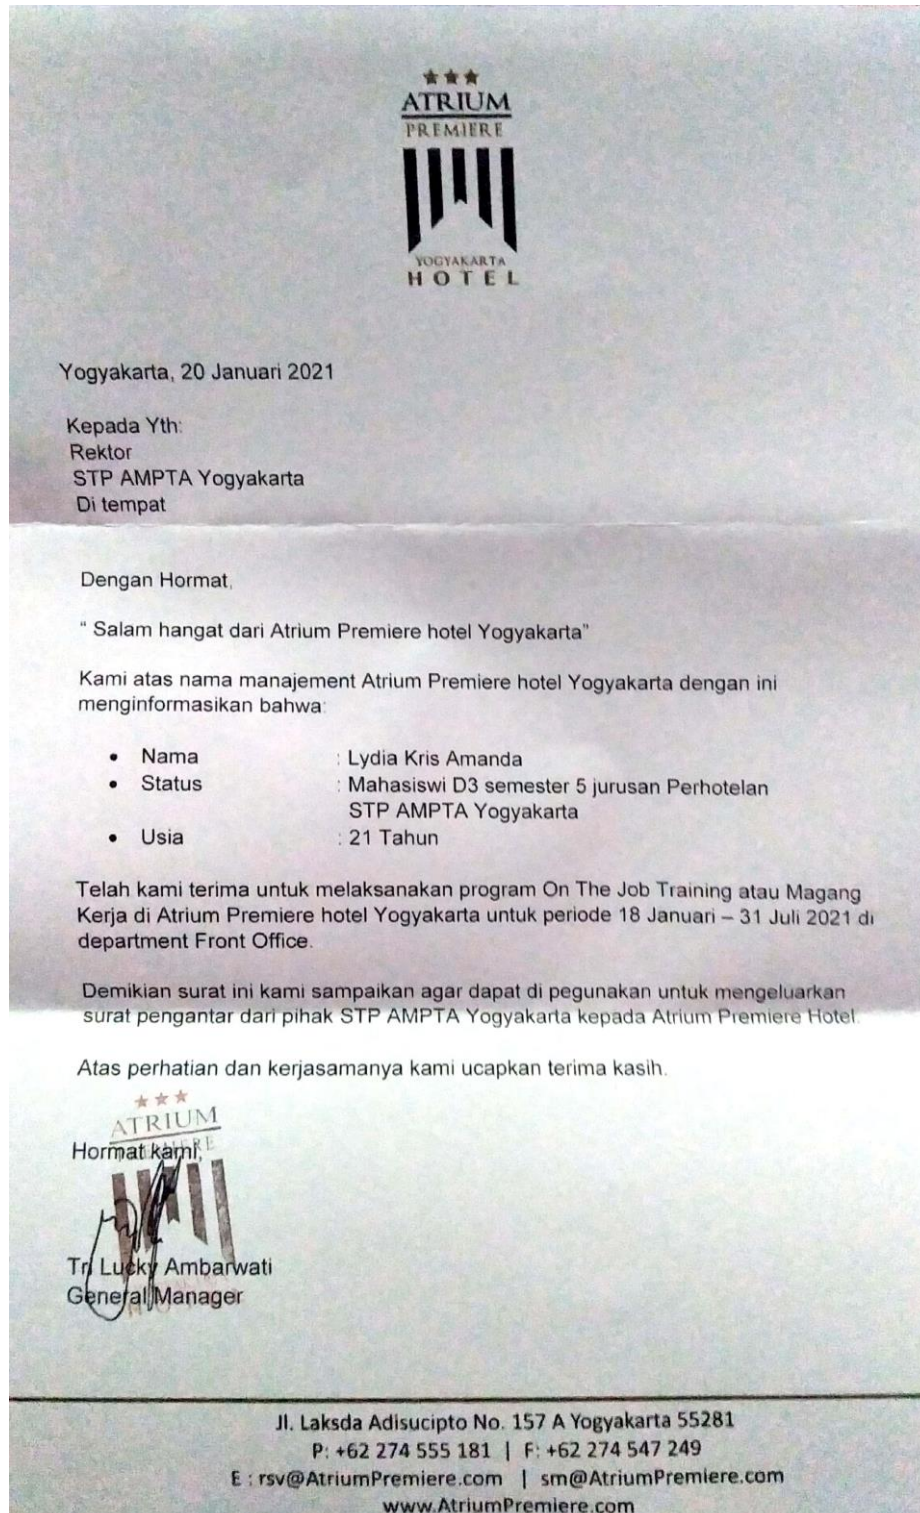 ATRIUM
PREMIERE
YOGYAKARTA
HOTEL
Yogyakarta, 20 Januari 2021
Kepada Yth:
Rektor
STP AMPTA Yogyakarta
Di tempat
Dengan Hormat,
“ Salam hangat dari Atrium Premiere hotel Yogyakarta”
Kami atas nama manajement Atrium Premiere hotel Yogyakarta dengan ini
menginformasikan bahwa:
• Nama : Lydia Kris Amanda
• Status : Mahasiswi D3 semester 5 jurusan Perhotelan
STP AMPTA Yogyakarta
• Usia : 21 Tahun
Telah kami terima untuk melaksanakan program On The Job Training atau Magang
Kerja di Atrium Premiere hotel Yogyakarta untuk periode 18 Januari – 31 Juli 2021 di
department Front Office.
Demikian surat ini kami sampaikan agar dapat di pegunakan untuk mengeluarkan
surat pengantar dari pihak STP AMPTA Yogyakarta kepada Atrium Premiere Hotel.
Atas perhatian dan kerjasamanya kami ucapkan terima kasih.
ATRIUM
Hormat kami,
Tri Lucky Ambarwati
General Manager
Jl. Laksda Adisucipto No. 157 A Yogyakarta 55281
P: +62 274 555 181 | F: +62 274 547 249
E : rsv@AtriumPremiere.com | sm@AtriumPremiere.com
www.AtriumPremiere.com